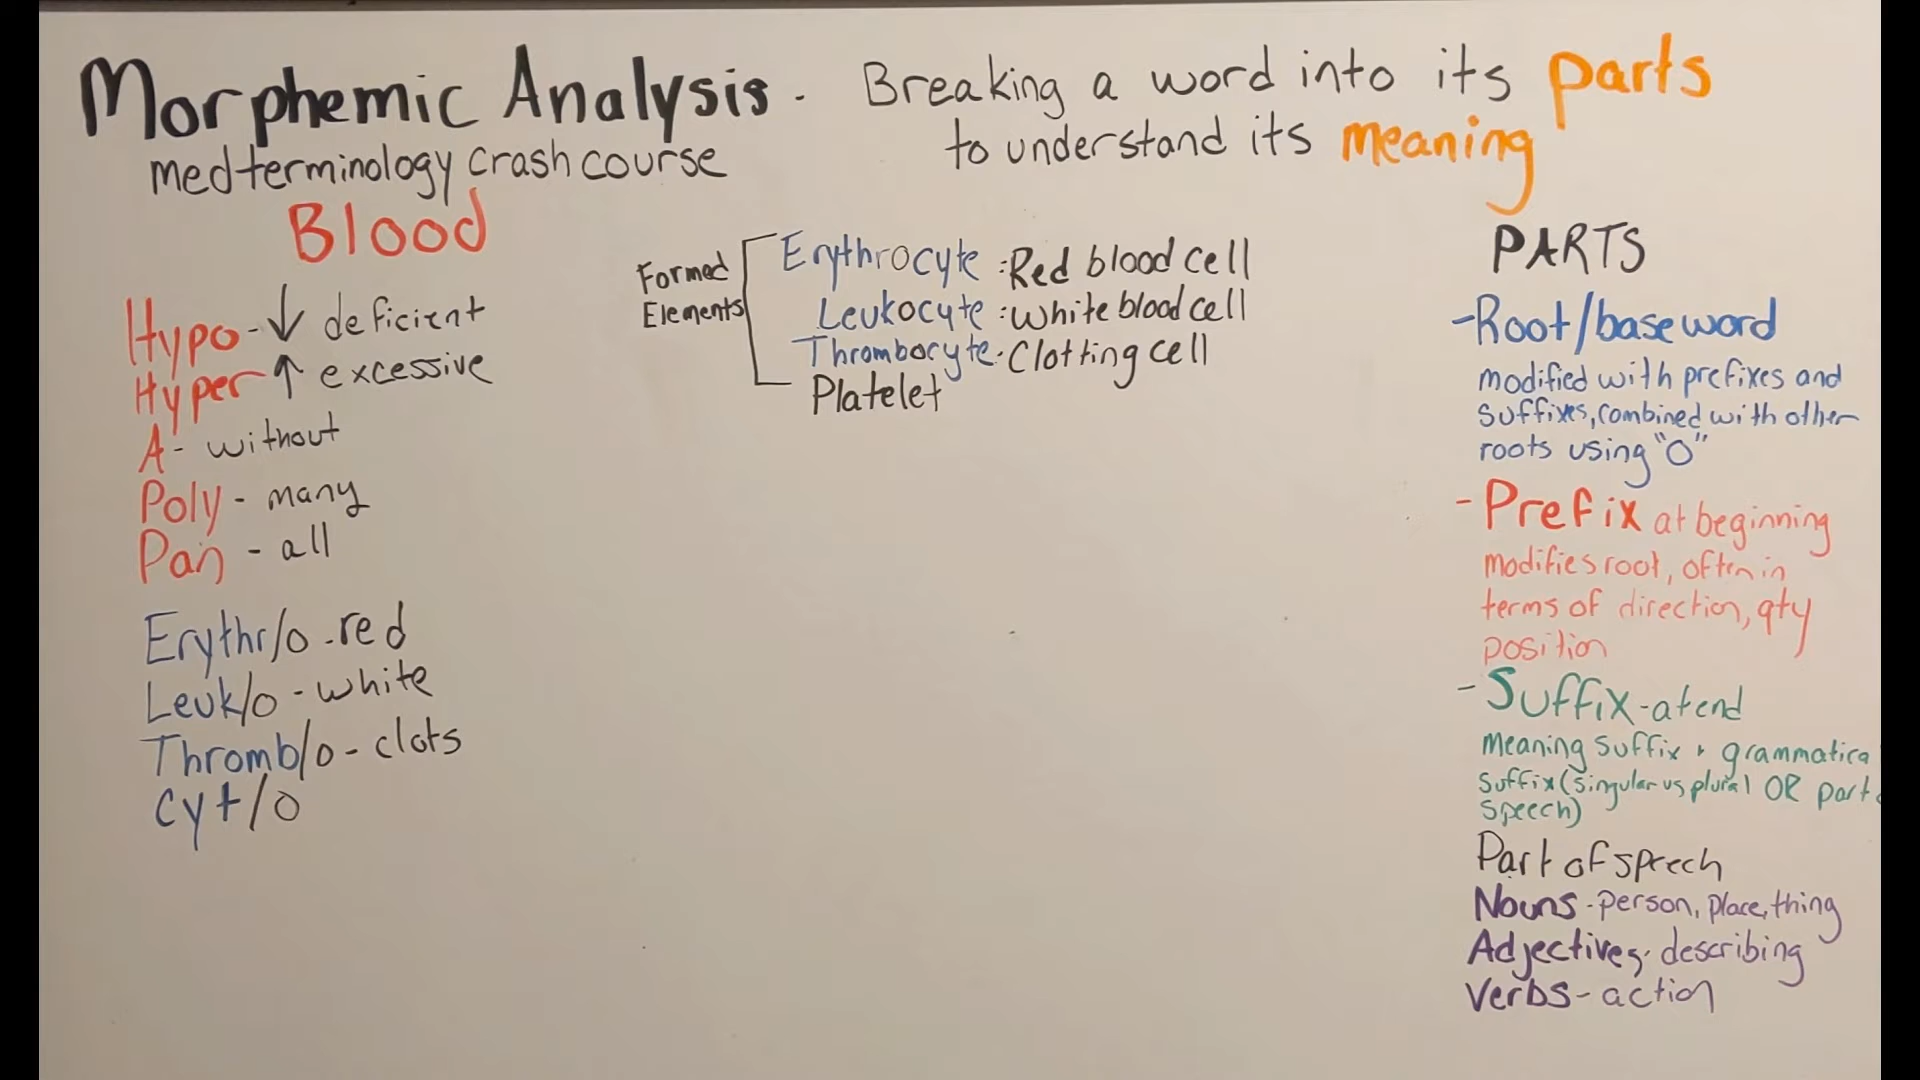 Morphemic Analysis. Breaking a word into its parts
to understand its meaning
medterminology crash course
Blood
Hypo-↓ deficient
Hyper ↑ excessive
A- without
Poly - many
Pan - all
Erythr/o - red
Leuk/o - white
Thromb/o - clots
Cyt/o
Formed
Elements
Erythrocyte: Red blood cell
Leukocyte: White blood cell
Thrombocyte: Clotting cell
Platelet
PARTS
-Root/base word
modified with prefixes and
suffixes, combined with other
roots using "O"
-Prefix at beginning
modifies root, often in
terms of direction, qty
position
-Suffix-at end
Meaning suffix + grammatica
suffix (singular vs plural OR part
speech)
Part of speech
Nouns - person, place, thing
Adjectives- describing
Verbs - action